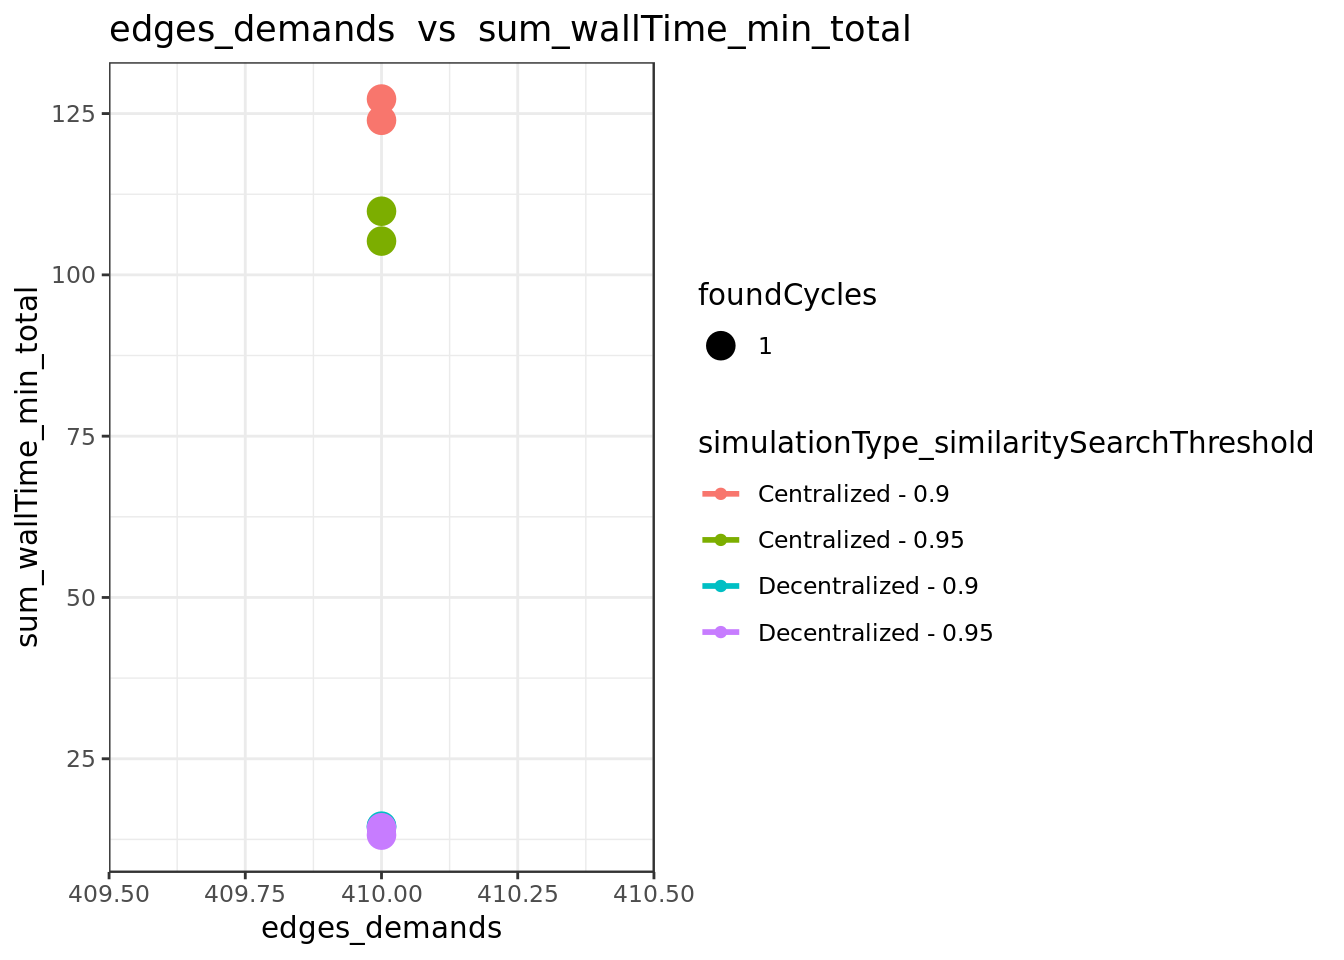 edges_demands  vs  sum_wallTime_min_total
sum_wallTime_min_total
125
100
75
50
25
409.50 409.75 410.00 410.25 410.50
edges_demands
foundCycles
1
simulationType_similaritySearchThreshold
Centralized - 0.9
Centralized - 0.95
Decentralized - 0.9
Decentralized - 0.95